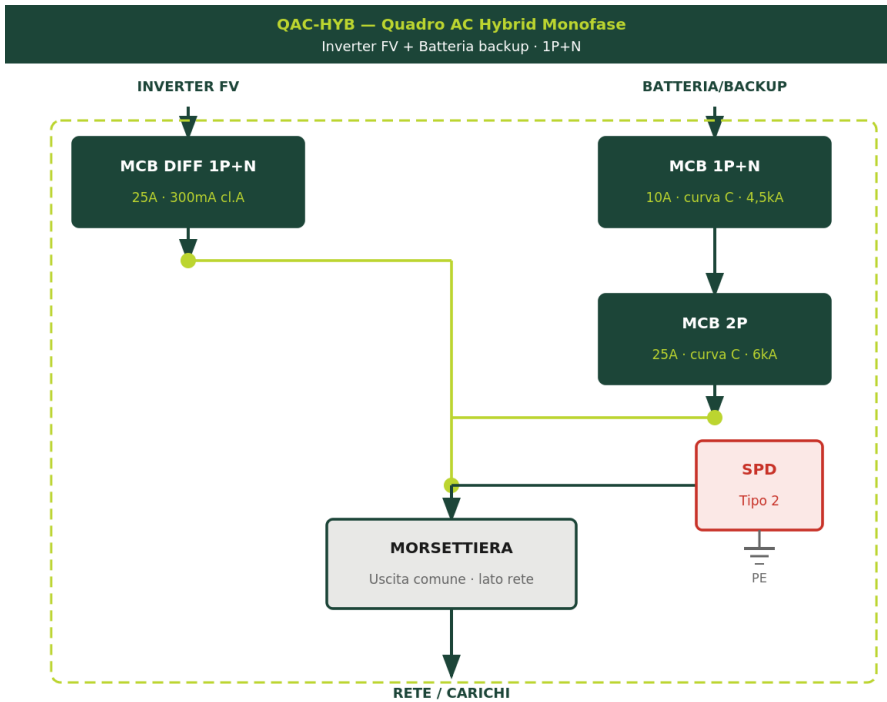 QAC-HYB — Quadro AC Hybrid Monofase
Inverter FV + Batteria backup · 1P+N
INVERTER FV
BATTERIA/BACKUP
MCB DIFF 1P+N
25A · 300mA cl.A
MCB 1P+N
10A · curva C · 4,5kA
MCB 2P
25A · curva C · 6kA
SPD
Tipo 2
PE
MORSETTIERA
Uscita comune · lato rete
RETE / CARICHI